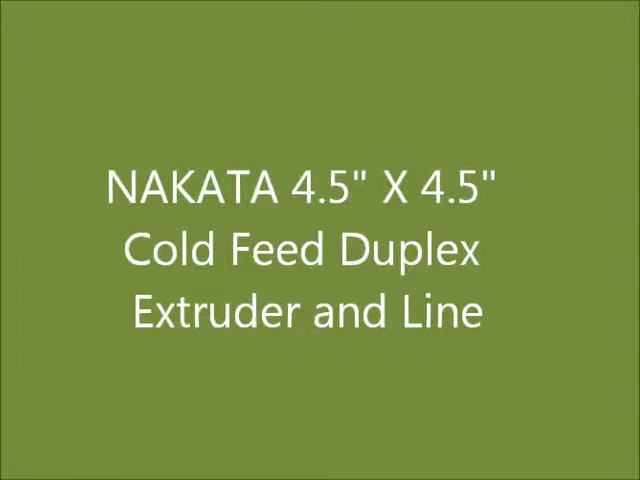 NAKATA 4.5" X 4.5"
Cold Feed Duplex
Extruder and Line